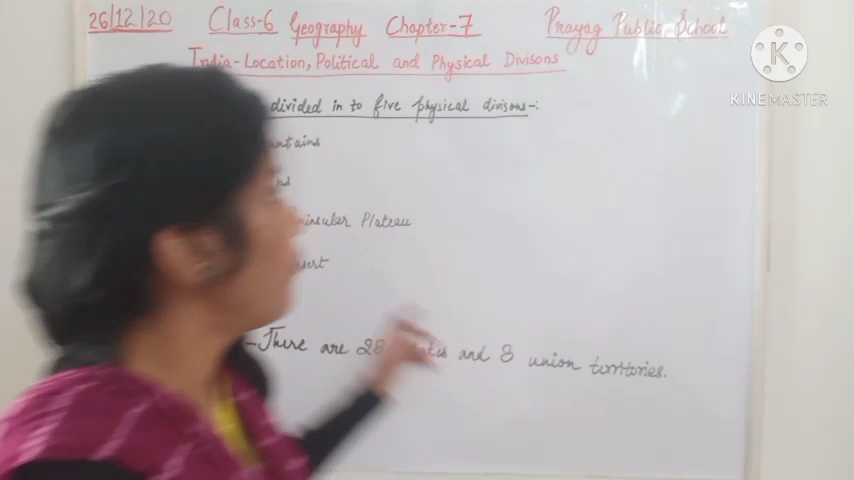 26/12/20 Class-6 Geography Chapter-7 Prayag Public School
India-Location, Political and Physical Divisons
divided in to five physical divisons-:
Plateau
-There are 28 and 8 union territories.
KINEMASTER